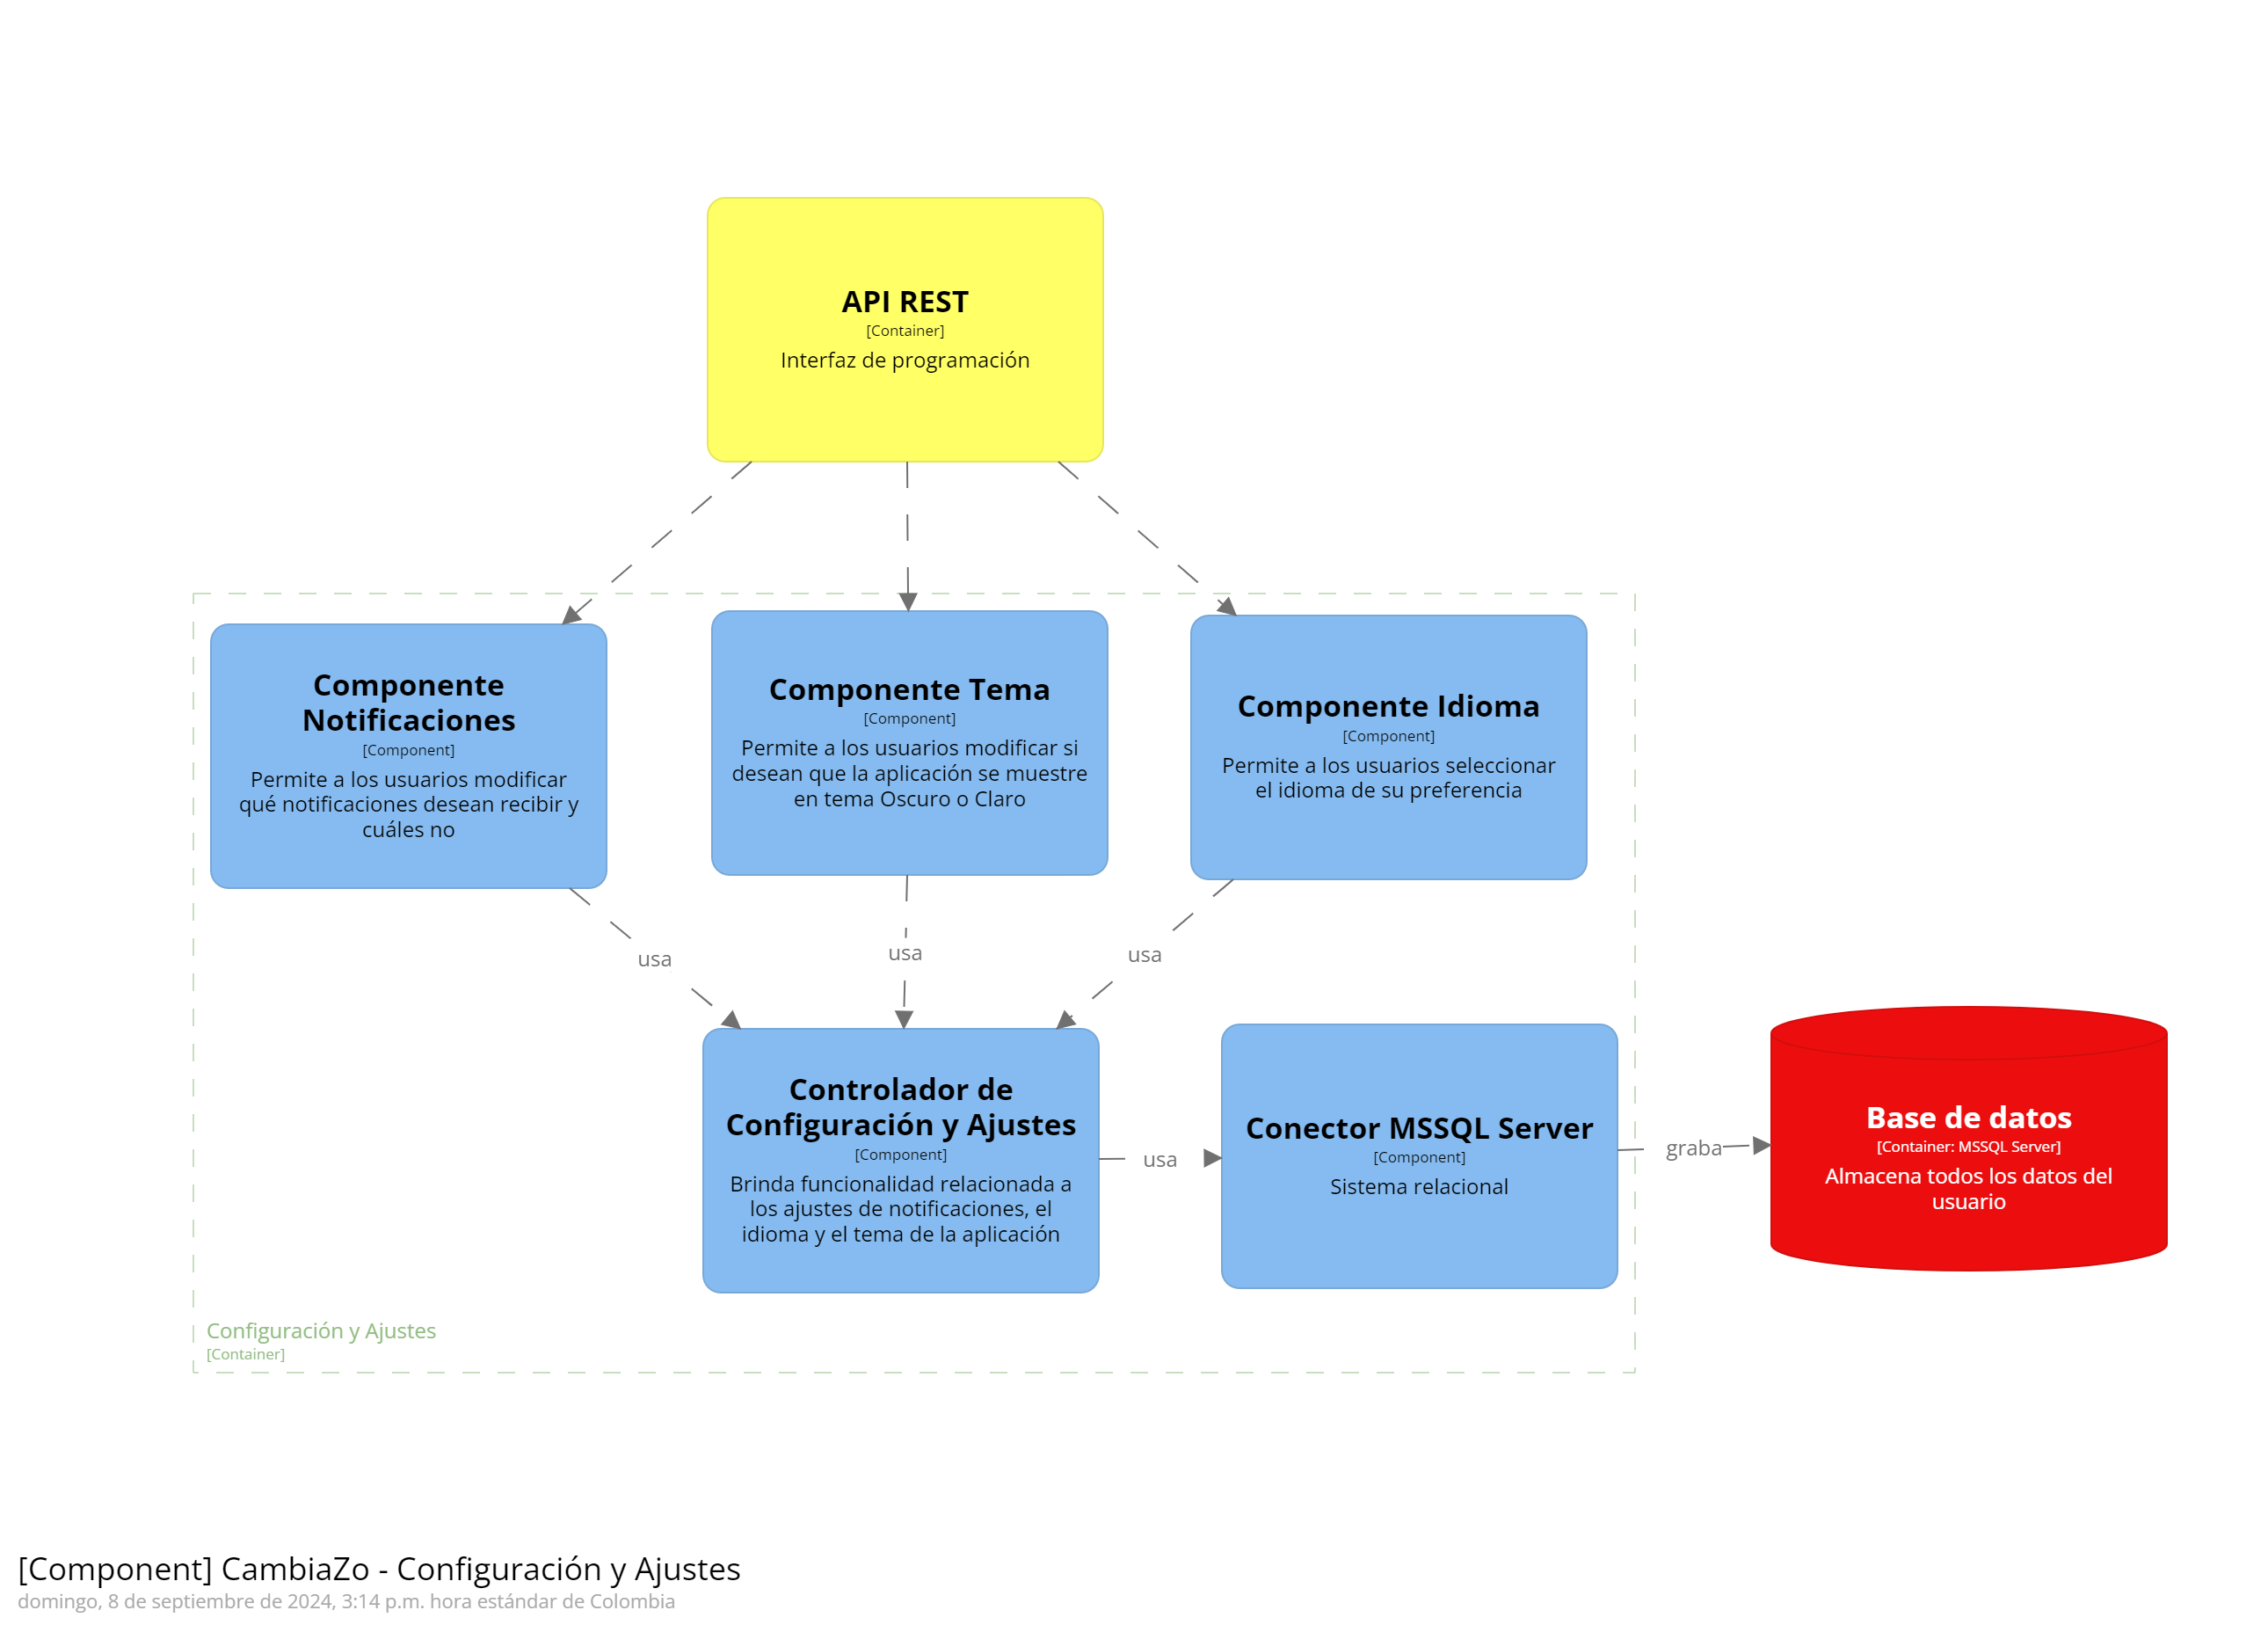 API REST
[Container]
Interfaz de programación
Componente
Notificaciones
[Component]
Permite a los usuarios modificar
qué notificaciones desean recibir y
cuáles no
Componente Tema
[Component]
Permite a los usuarios modificar si
desean que la aplicación se muestre
en tema Oscuro o Claro
Componente Idioma
[Component]
Permite a los usuarios seleccionar
el idioma de su preferencia
usa
usa
usa
Controlador de
Configuración y Ajustes
[Component]
Brinda funcionalidad relacionada a
los ajustes de notificaciones, el
idioma y el tema de la aplicación
usa
Conector MSSQL Server
[Component]
Sistema relacional
graba
Base de datos
[Container: MSSQL Server]
Almacena todos los datos del
usuario
Configuración y Ajustes
[Container]
[Component] CambiaZo - Configuración y Ajustes
domingo, 8 de septiembre de 2024, 3:14 p.m. hora estándar de Colombia